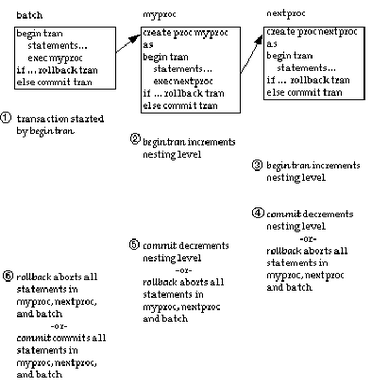 batch
begin tran
statements...
exec myproc
if ... rollback tran
else commit tran
① transaction started
by begin tran
⑥ rollback aborts all
statements in
myproc, nextproc,
and batch
-or-
commit commits all
statements in
myproc, nextproc,
and batch
myproc
create proc myproc
as
begin tran
statements...
exec nextproc
if ... rollback tran
else commit tran
② begin tran increments
nesting level
⑤ commit decrements
nesting level
-or-
rollback aborts all
statements in
myproc, nextproc
and batch
nextproc
create proc nextproc
as
begin tran
statements...
if ... rollback tran
else commit tran
③ begin tran increments
nesting level
④ commit decrements
nesting level
-or-
rollback aborts all
statements in
myproc, nextproc
and batch